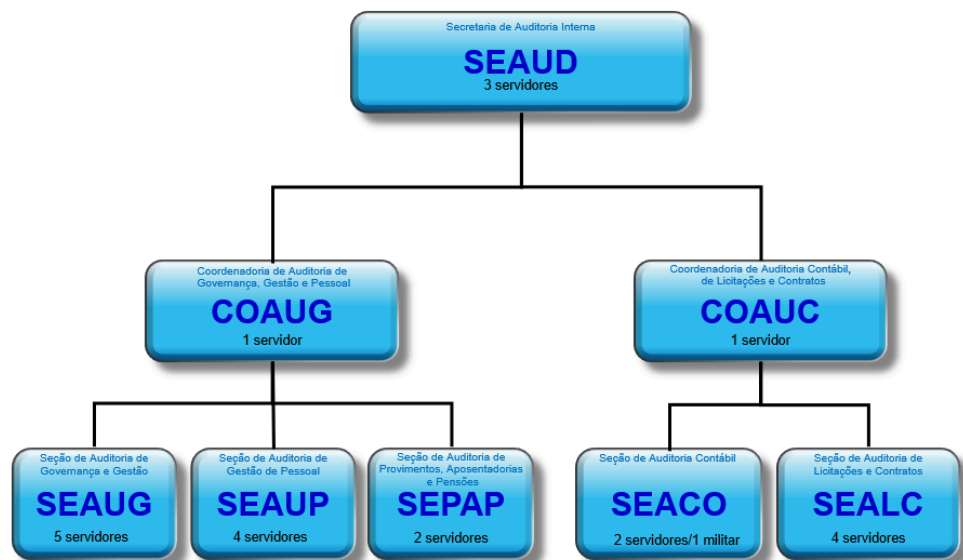 Secretaria de Auditoria Interna
SEAUD
3 servidores
Coordenadoria de Auditoria de
Governança, Gestão e Pessoal
COAUG
1 servidor
Coordenadoria de Auditoria Contábil,
de Licitações e Contratos
COAUC
1 servidor
Seção de Auditoria de
Governança e Gestão
SEAUG
5 servidores
Seção de Auditoria de
Gestão de Pessoal
SEAUP
4 servidores
Seção de Auditoria de
Provimentos, Aposentadorias
e Pensões
SEPAP
2 servidores
Seção de Auditoria Contábil
SEACO
2 servidores/1 militar
Seção de Auditoria de
Licitações e Contratos
SEALC
4 servidores